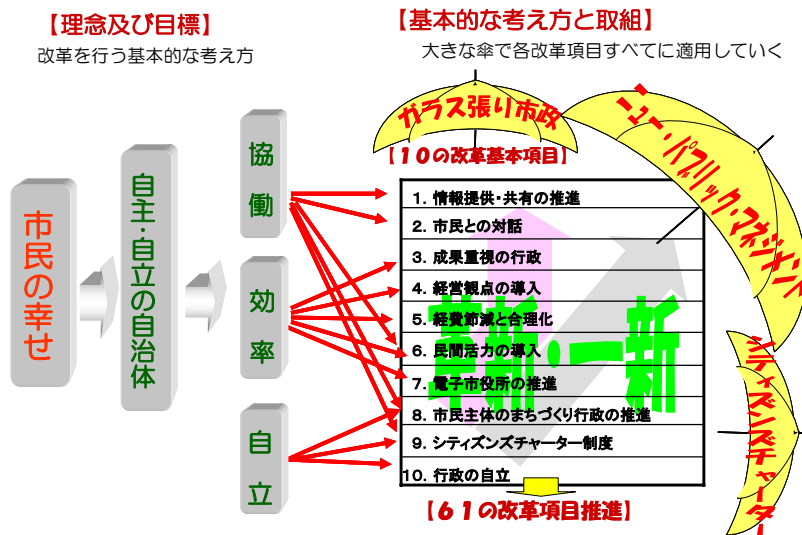 【理念及び目標】
改革を行う基本的な考え方
【基本的な考え方と取組】
大きな傘で各改革項目すべてに適用していく
市民の幸せ
自主・自立の自治体
協働
効率
自立
ガラス張り市政
ニュー・パブリック・マネジメント
シティズンズチャーター
【10の改革基本項目】
1. 情報提供・共有の推進
2. 市民との対話
3. 成果重視の行政
4. 経営観点の導入
5. 経費節減と合理化
6. 民間活力の導入
7. 電子市役所の推進
8. 市民主体のまちづくり行政の推進
9. シティズンズチャーター制度
10. 行政の自立
革新・一新
【61の改革項目推進】